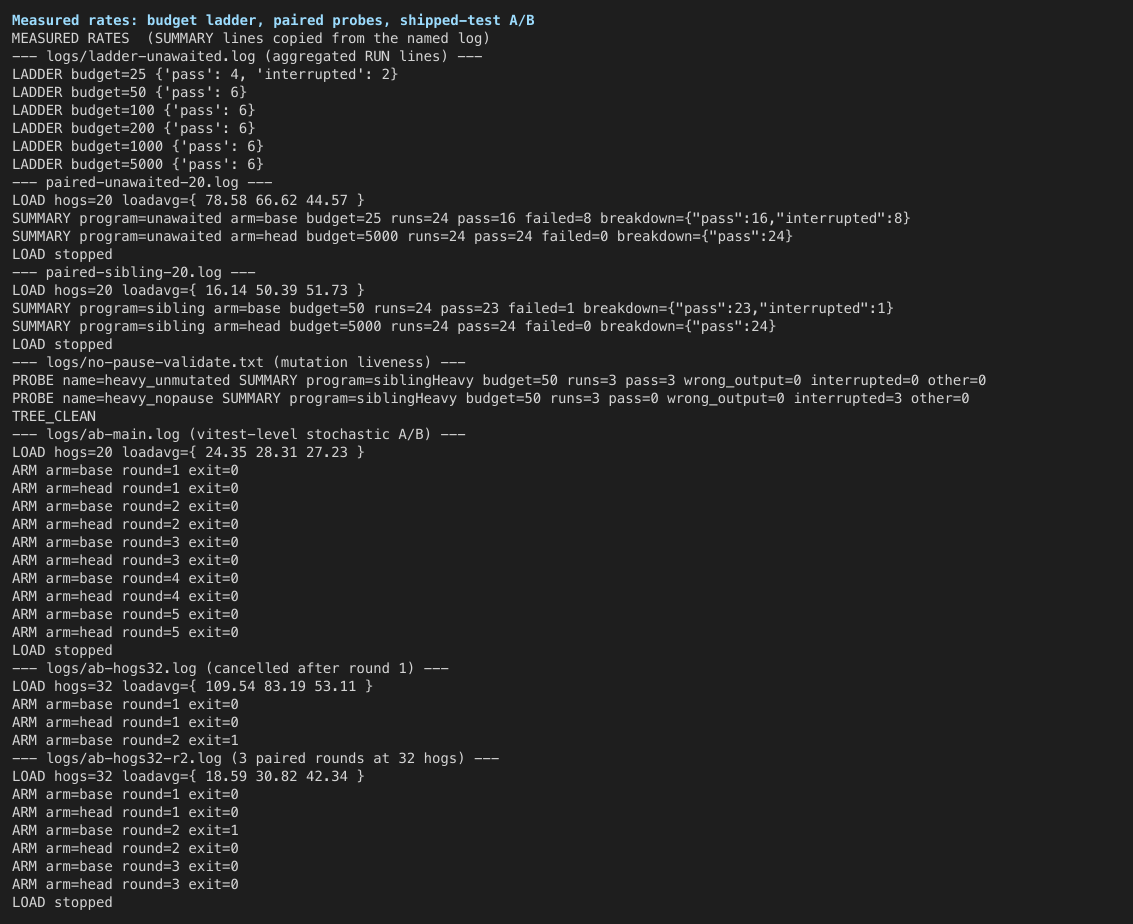 Measured rates: budget ladder, paired probes, shipped-test A/B
MEASURED RATES  (SUMMARY lines copied from the named log)
--- logs/ladder-unawaited.log (aggregated RUN lines) ---
LADDER budget=25 {'pass': 4, 'interrupted': 2}
LADDER budget=50 {'pass': 6}
LADDER budget=100 {'pass': 6}
LADDER budget=200 {'pass': 6}
LADDER budget=1000 {'pass': 6}
LADDER budget=5000 {'pass': 6}
--- paired-unawaited-20.log ---
LOAD hogs=20 loadavg={ 78.58 66.62 44.57 }
SUMMARY program=unawaited arm=base budget=25 runs=24 pass=16 failed=8 breakdown={"pass":16,"interrupted":8}
SUMMARY program=unawaited arm=head budget=5000 runs=24 pass=24 failed=0 breakdown={"pass":24}
LOAD stopped
--- paired-sibling-20.log ---
LOAD hogs=20 loadavg={ 16.14 50.39 51.73 }
SUMMARY program=sibling arm=base budget=50 runs=24 pass=23 failed=1 breakdown={"pass":23,"interrupted":1}
SUMMARY program=sibling arm=head budget=5000 runs=24 pass=24 failed=0 breakdown={"pass":24}
LOAD stopped
--- logs/no-pause-validate.txt (mutation liveness) ---
PROBE name=heavy_unmutated SUMMARY program=siblingHeavy budget=50 runs=3 pass=3 wrong_output=0 interrupted=0 other=0
PROBE name=heavy_nopause SUMMARY program=siblingHeavy budget=50 runs=3 pass=0 wrong_output=0 interrupted=3 other=0
TREE_CLEAN
--- logs/ab-main.log (vitest-level stochastic A/B) ---
LOAD hogs=20 loadavg={ 24.35 28.31 27.23 }
ARM arm=base round=1 exit=0
ARM arm=head round=1 exit=0
ARM arm=base round=2 exit=0
ARM arm=head round=2 exit=0
ARM arm=base round=3 exit=0
ARM arm=head round=3 exit=0
ARM arm=base round=4 exit=0
ARM arm=head round=4 exit=0
ARM arm=base round=5 exit=0
ARM arm=head round=5 exit=0
LOAD stopped
--- logs/ab-hogs32.log (cancelled after round 1) ---
LOAD hogs=32 loadavg={ 109.54 83.19 53.11 }
ARM arm=base round=1 exit=0
ARM arm=head round=1 exit=0
ARM arm=base round=2 exit=1
--- logs/ab-hogs32-r2.log (3 paired rounds at 32 hogs) ---
LOAD hogs=32 loadavg={ 18.59 30.82 42.34 }
ARM arm=base round=1 exit=0
ARM arm=head round=1 exit=0
ARM arm=base round=2 exit=1
ARM arm=head round=2 exit=0
ARM arm=base round=3 exit=0
ARM arm=head round=3 exit=0
LOAD stopped